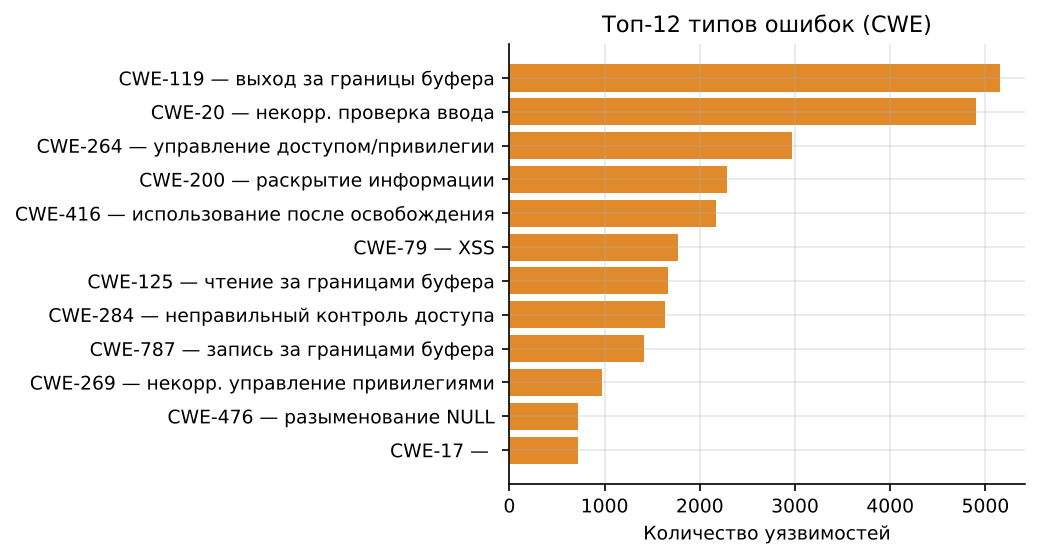 Топ-12 типов ошибок (CWE)
CWE-119 — выход за границы буфера
CWE-20 — некорр. проверка ввода
CWE-264 — управление доступом/привилегии
CWE-200 — раскрытие информации
CWE-416 — использование после освобождения
CWE-79 — XSS
CWE-125 — чтение за границами буфера
CWE-284 — неправильный контроль доступа
CWE-787 — запись за границами буфера
CWE-269 — некорр. управление привилегиями
CWE-476 — разыменование NULL
CWE-17 —
0 1000 2000 3000 4000 5000
Количество уязвимостей